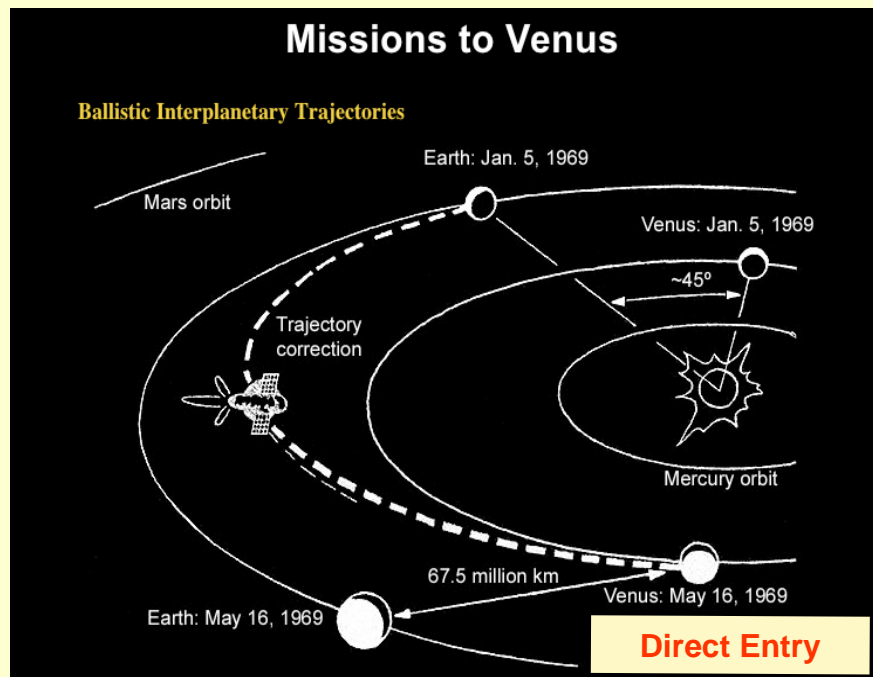 Missions to Venus
Ballistic Interplanetary Trajectories
Earth: Jan. 5, 1969
Mars orbit
Venus: Jan. 5, 1969
~45º
Trajectory
correction
Mercury orbit
67.5 million km
Venus: May 16, 1969
Earth: May 16, 1969
Direct Entry